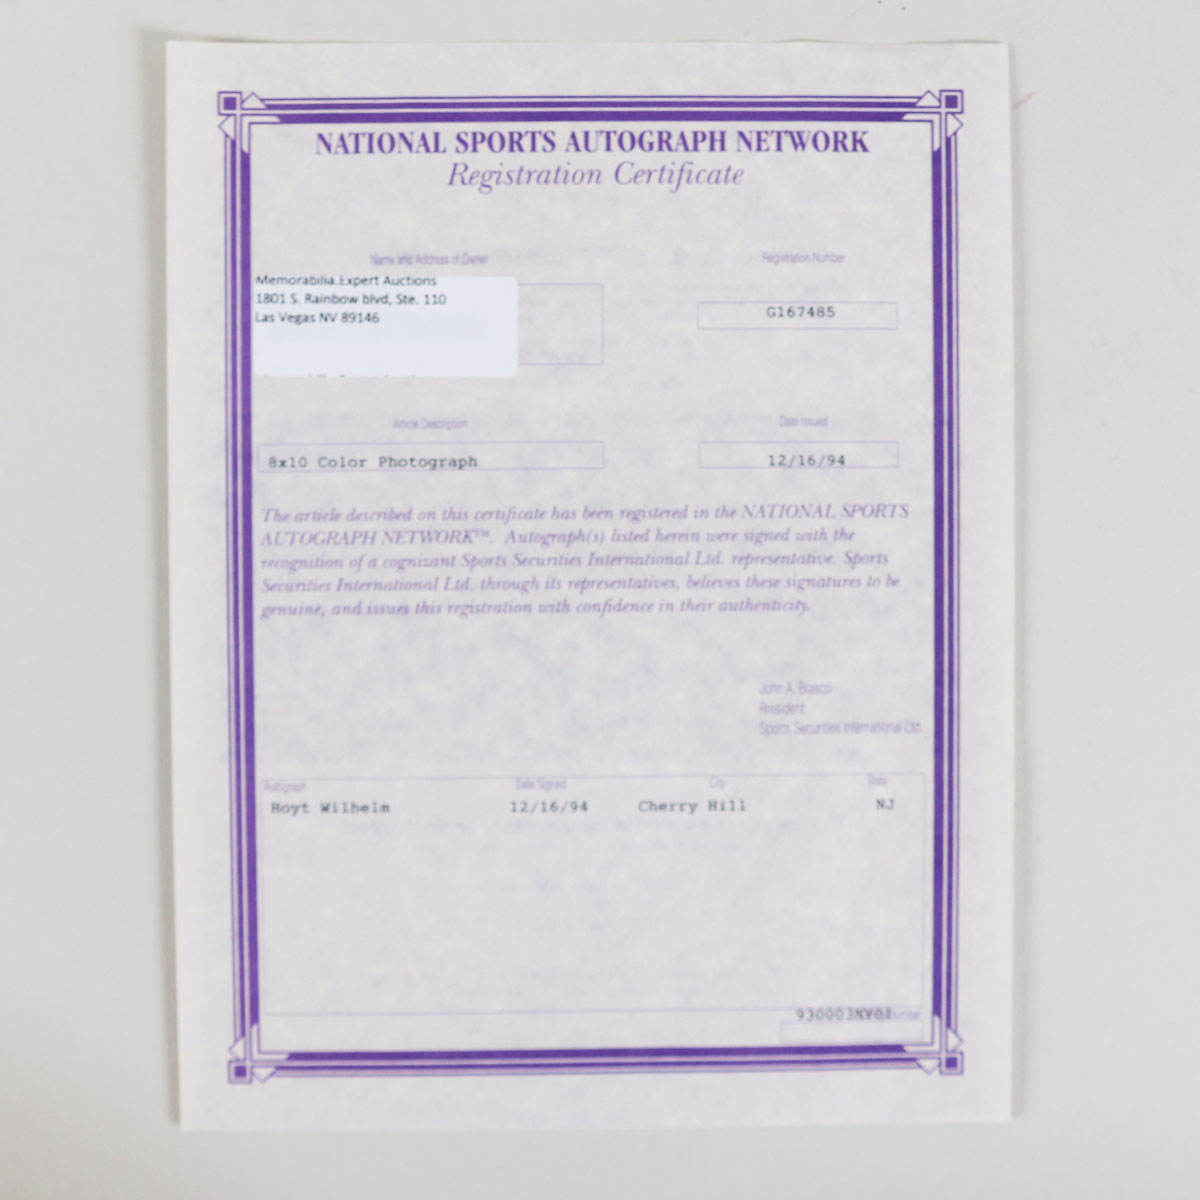 NATIONAL SPORTS AUTOGRAPH NETWORK
Registration Certificate
Name and Address of Owner
Registration Number
Memorabilia Expert Auctions
1801 S. Rainbow blvd, Ste. 110
Las Vegas NV 89146
G167485
Article Description
Date Issued
8x10 Color Photograph
12/16/94
The article described on this certificate has been registered in the NATIONAL SPORTS
AUTOGRAPH NETWORK™. Autograph(s) listed herein were signed with the
recognition of a cognizant Sports Securities International Ltd. representative. Sports
Securities International Ltd. through its representatives, believes these signatures to be
genuine, and issues this registration with confidence in their authenticity.
John A. Blasco
President
Sports Securities International Ltd.
Autograph Date Signed City State
Hoyt Wilhelm 12/16/94 Cherry Hill NJ